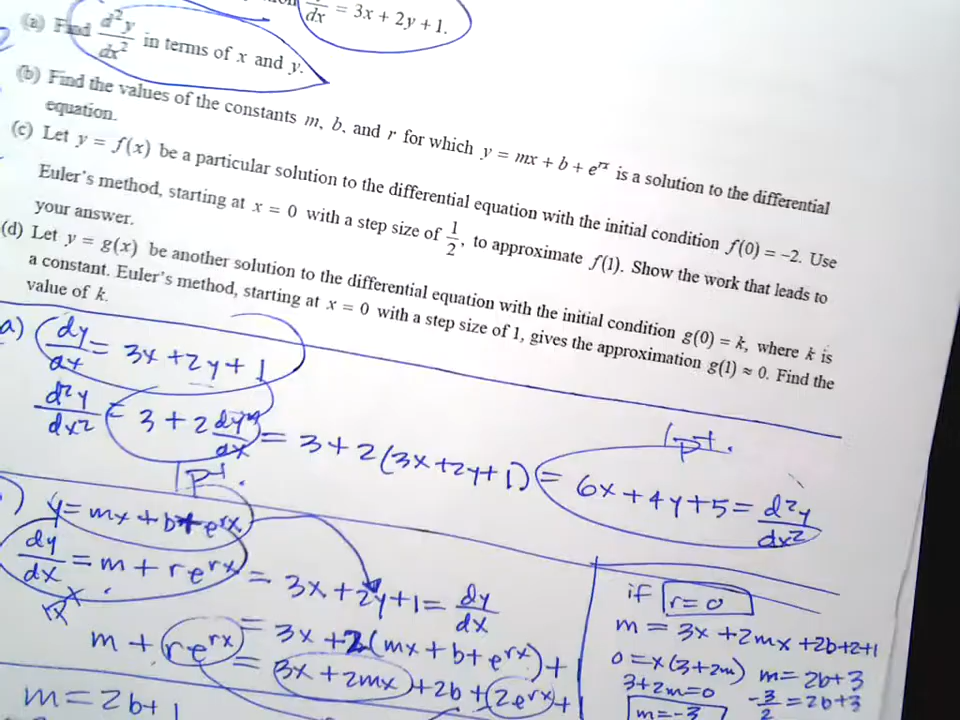 dx = 3x + 2y + 1.
(a) Find d²y/dx² in terms of x and y.
(b) Find the values of the constants m, b, and r for which y = mx + b + e^{rx} is a solution to the differential
equation.
(c) Let y = f(x) be a particular solution to the differential equation with the initial condition f(0) = −2. Use
Euler's method, starting at x = 0 with a step size of 1/2, to approximate f(1). Show the work that leads to
your answer.
(d) Let y = g(x) be another solution to the differential equation with the initial condition g(0) = k, where k is
a constant. Euler's method, starting at x = 0 with a step size of 1, gives the approximation g(1) ≈ 0. Find the
value of k.
a) dy/dx = 3x + 2y + 1
d²y/dx² = 3 + 2 dy/dx = 3 + 2(3x + 2y + 1) = 6x + 4y + 5 = d²y/dx²
1pt.
1pt.
) y = mx + b + e^{rx}
dy/dx = m + re^{rx} = 3x + 2y + 1 = dy/dx
m + re^{rx} = 3x + 2(mx + b + e^{rx}) +
= 3x + 2mx + 2b + 2e^{rx} +
m = 2b + 1
if r = 0
m = 3x + 2mx + 2b + 2 + 1
0 = x(3 + 2m) m = 2b + 3
3 + 2m = 0 -3/2 = 2b + 3
m = -3